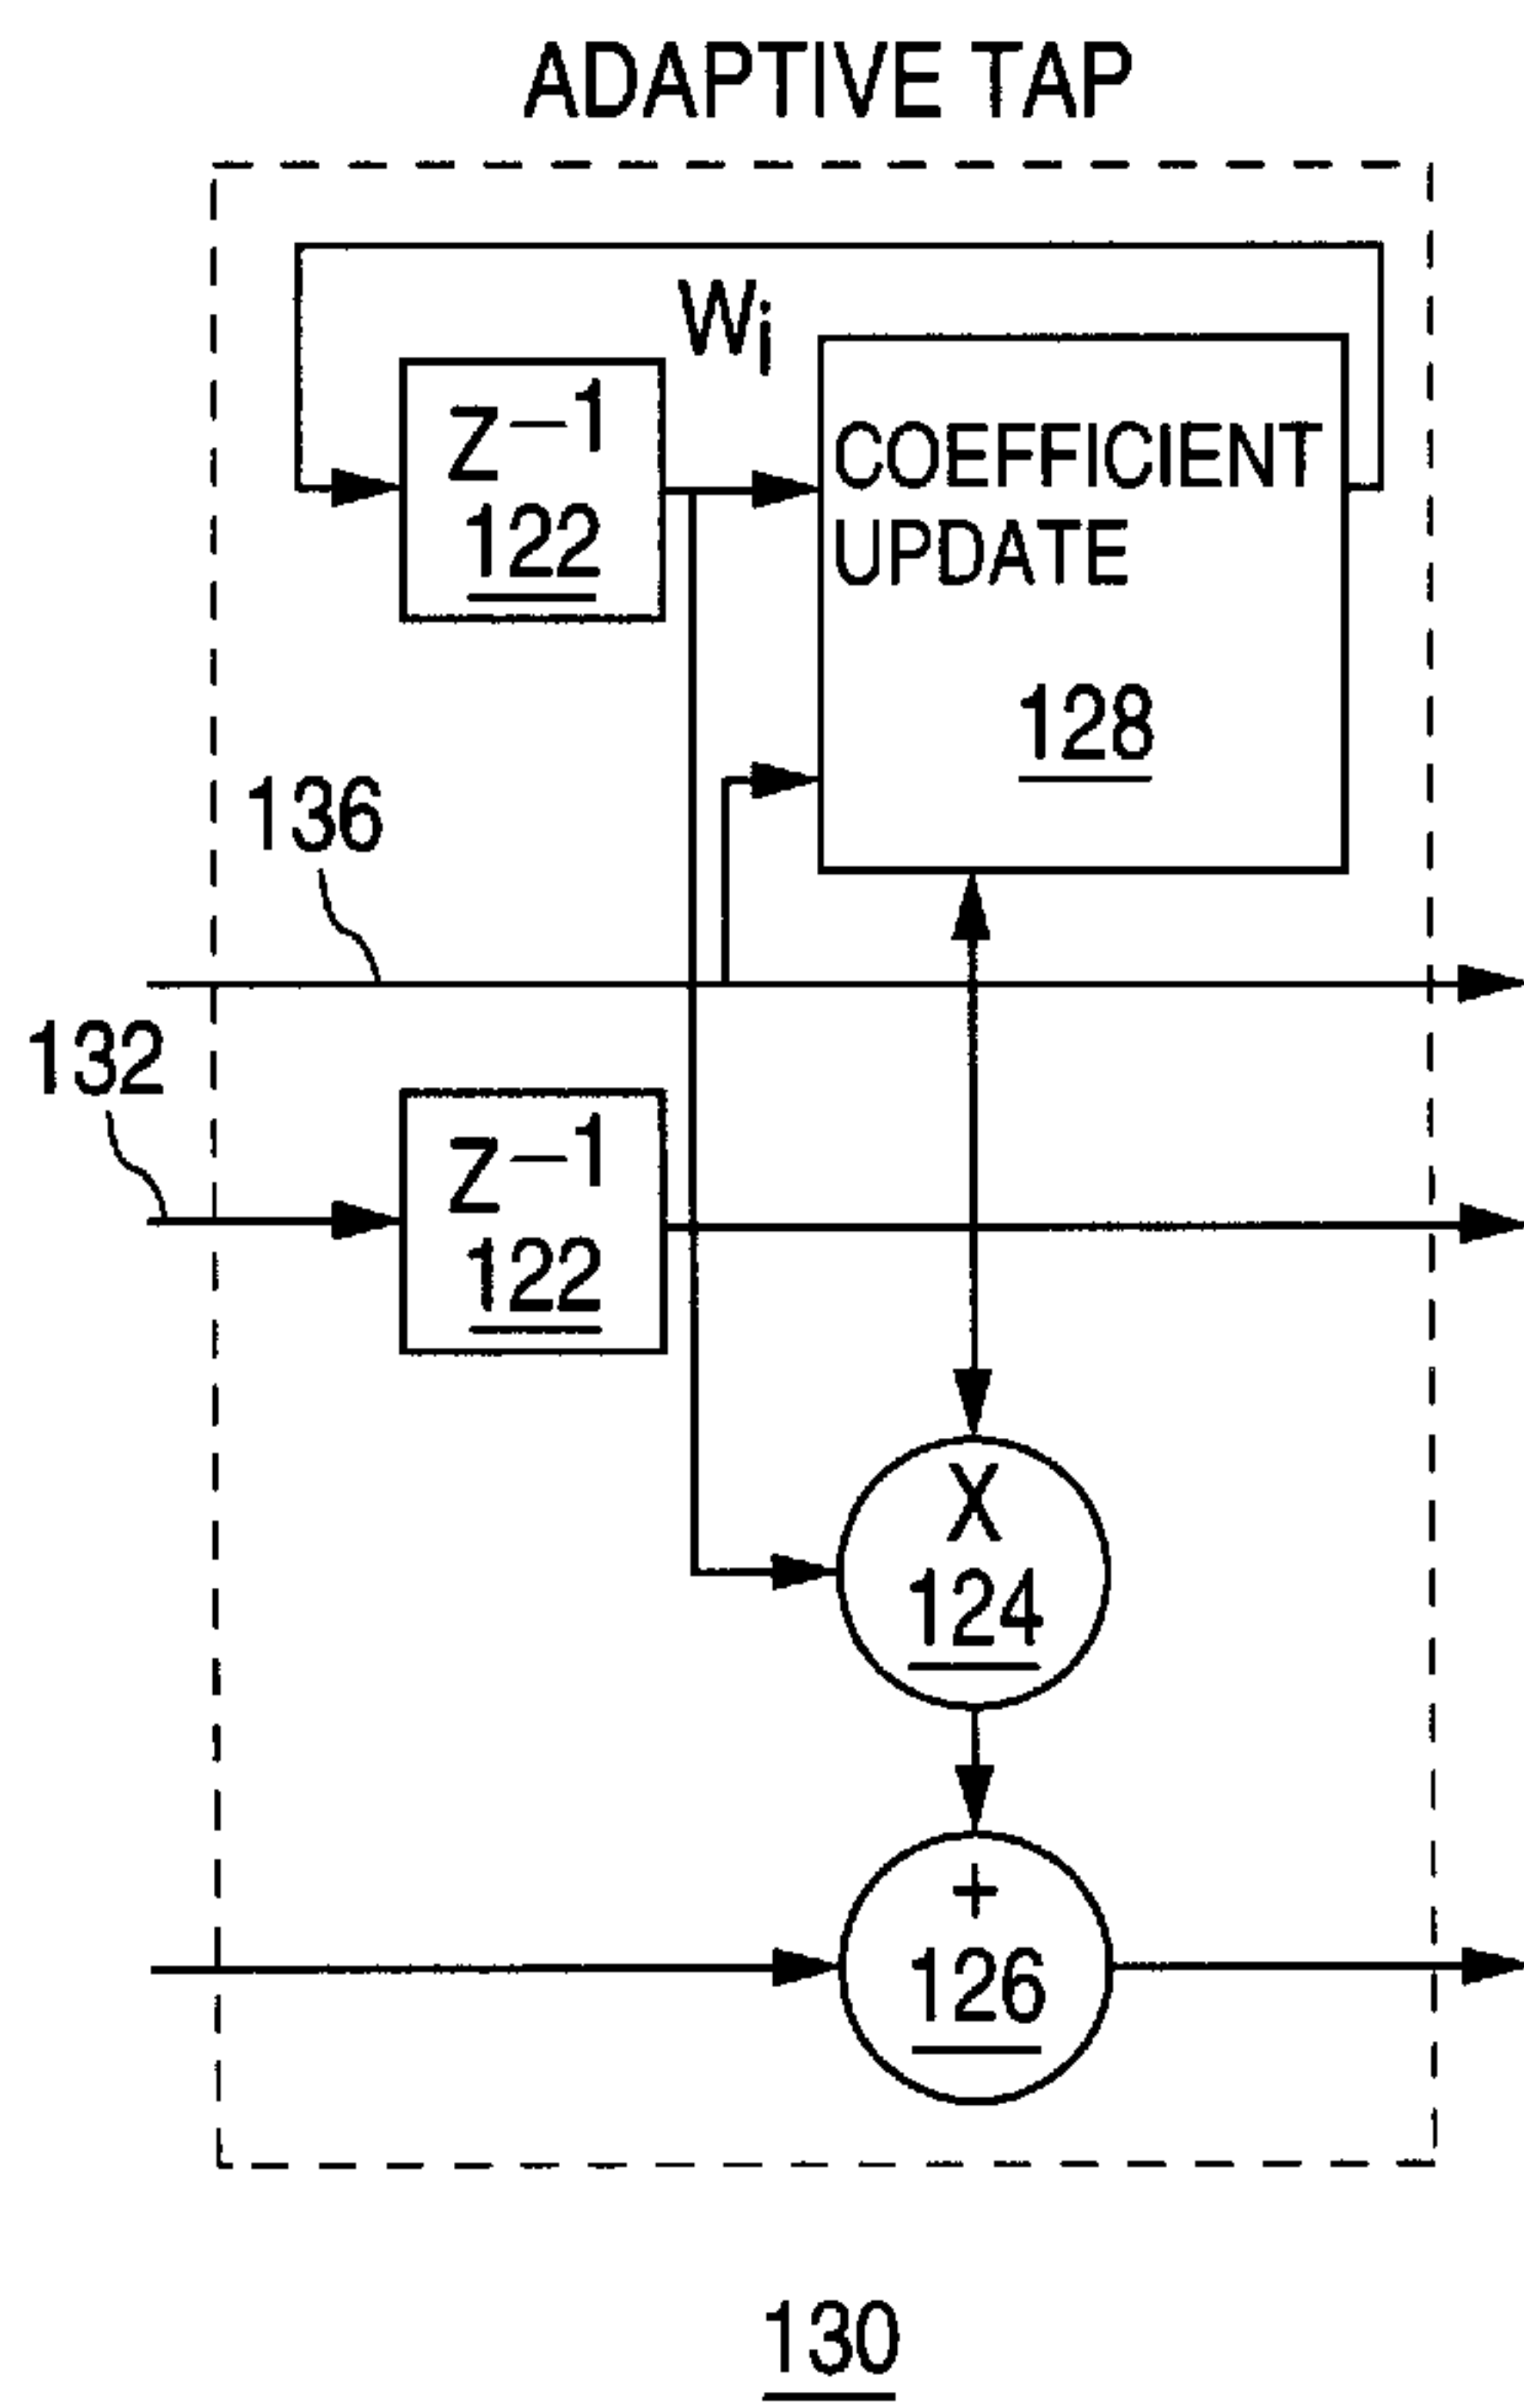 ADAPTIVE TAP
Wi
Z−1
122
COEFFICIENT
UPDATE
128
136
132
Z−1
122
X
124
+
126
130